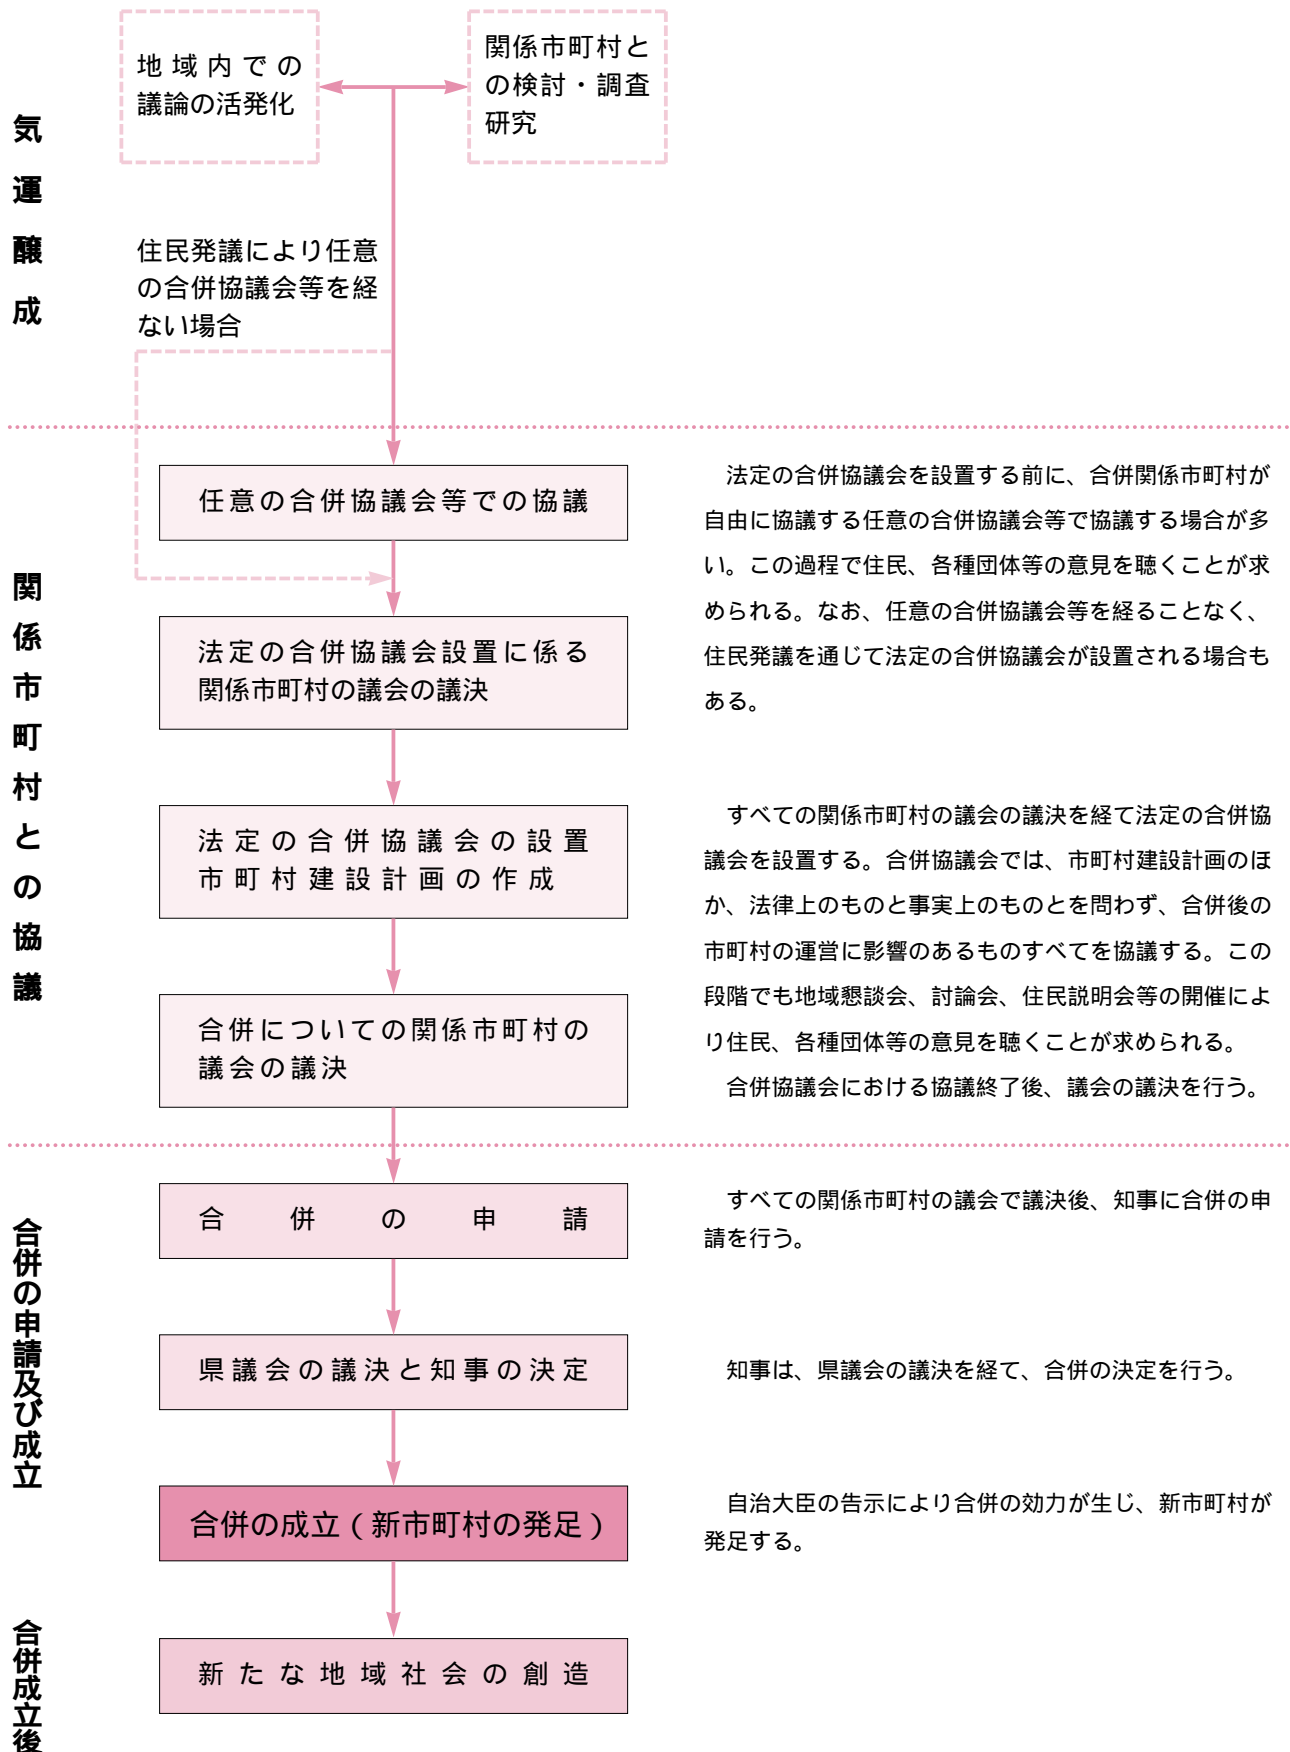 気運醸成
地域内での
議論の活発化
関係市町村と
の検討・調査
研究
住民発議により任意
の合併協議会等を経
ない場合
関係市町村との協議
任意の合併協議会等での協議
法定の合併協議会を設置する前に、合併関係市町村が
自由に協議する任意の合併協議会等で協議する場合が多
い。この過程で住民、各種団体等の意見を聴くことが求
められる。なお、任意の合併協議会等を経ることなく、
住民発議を通じて法定の合併協議会が設置される場合も
ある。
法定の合併協議会設置に係る
関係市町村の議会の議決
法定の合併協議会の設置
市町村建設計画の作成
すべての関係市町村の議会の議決を経て法定の合併協
議会を設置する。合併協議会では、市町村建設計画のほ
か、法律上のものと事実上のものとを問わず、合併後の
市町村の運営に影響のあるものすべてを協議する。この
段階でも地域懇談会、討論会、住民説明会等の開催によ
り住民、各種団体等の意見を聴くことが求められる。
合併協議会における協議終了後、議会の議決を行う。
合併についての関係市町村の
議会の議決
合併の申請及び成立
合併の申請
すべての関係市町村の議会で議決後、知事に合併の申
請を行う。
県議会の議決と知事の決定
知事は、県議会の議決を経て、合併の決定を行う。
合併の成立（新市町村の発足）
自治大臣の告示により合併の効力が生じ、新市町村が
発足する。
合併成立後
新たな地域社会の創造